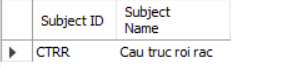 Subject ID Subject
Name
CTRR Cau truc roi rac